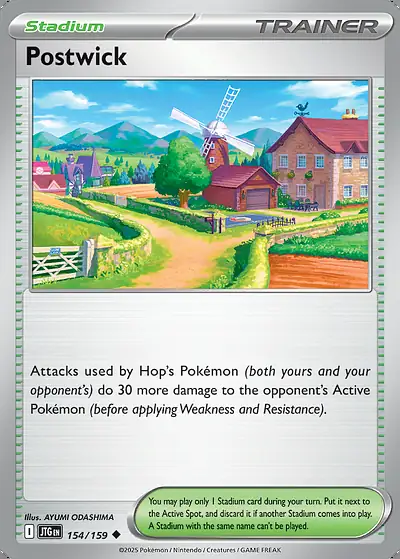 Stadium
TRAINER
Postwick
Attacks used by Hop's Pokémon (both yours and your
opponent's) do 30 more damage to the opponent's Active
Pokémon (before applying Weakness and Resistance).
Illus. AYUMI ODASHIMA
I JTG EN 154/159
You may play only 1 Stadium card during your turn. Put it next to
the Active Spot, and discard it if another Stadium comes into play.
A Stadium with the same name can't be played.
©2025 Pokémon / Nintendo / Creatures / GAME FREAK